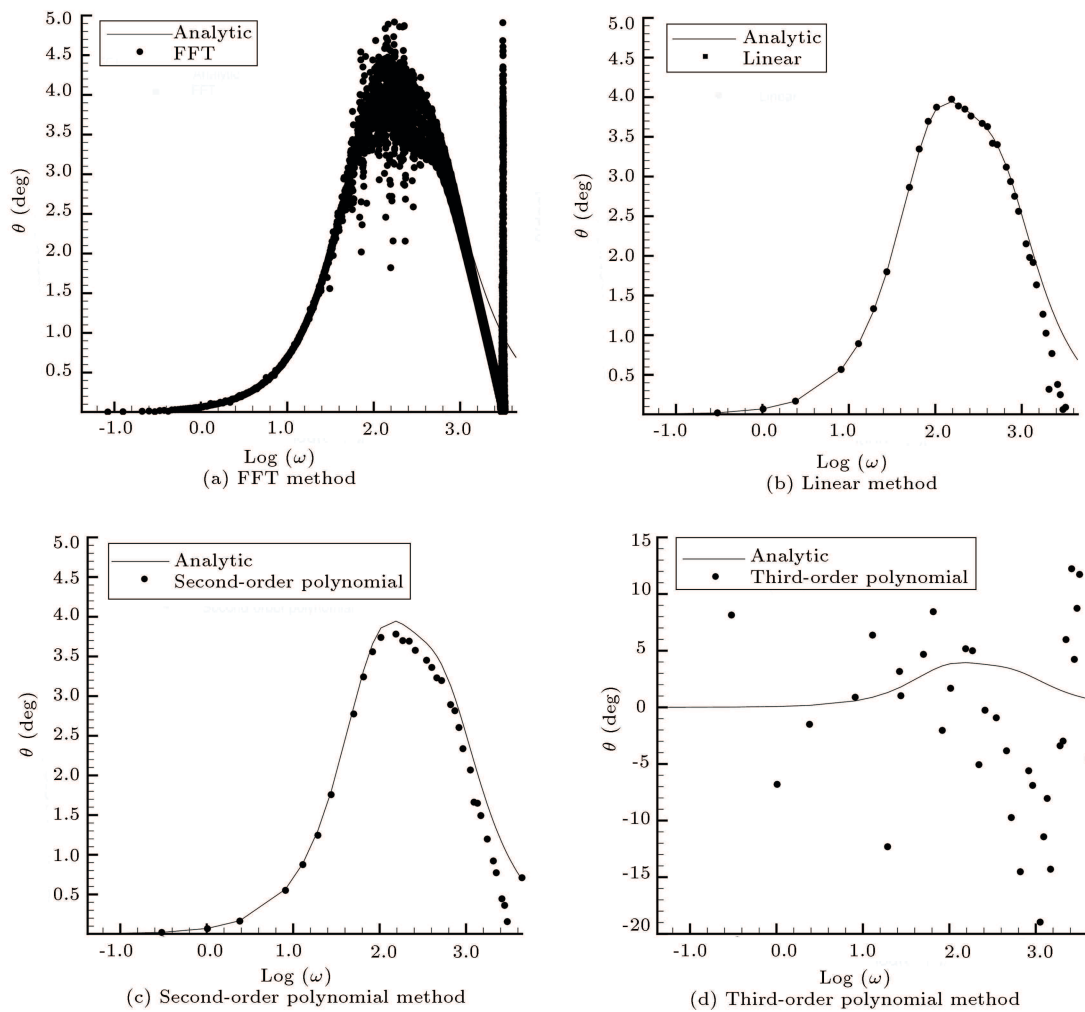 Analytic
FFT
5.0
4.5
4.0
3.5
3.0
2.5
2.0
1.5
1.0
0.5
θ (deg)
-1.0 0.0 1.0 2.0 3.0
Log (ω)
(a) FFT method
Analytic
Linear
5.0
4.5
4.0
3.5
3.0
2.5
2.0
1.5
1.0
0.5
θ (deg)
-1.0 0.0 1.0 2.0 3.0
Log (ω)
(b) Linear method
Analytic
Second-order polynomial
5.0
4.5
4.0
3.5
3.0
2.5
2.0
1.5
1.0
0.5
θ (deg)
-1.0 0.0 1.0 2.0 3.0
Log (ω)
(c) Second-order polynomial method
Analytic
Third-order polynomial
15
10
5
0
-5
-10
-15
-20
θ (deg)
-1.0 0.0 1.0 2.0 3.0
Log (ω)
(d) Third-order polynomial method